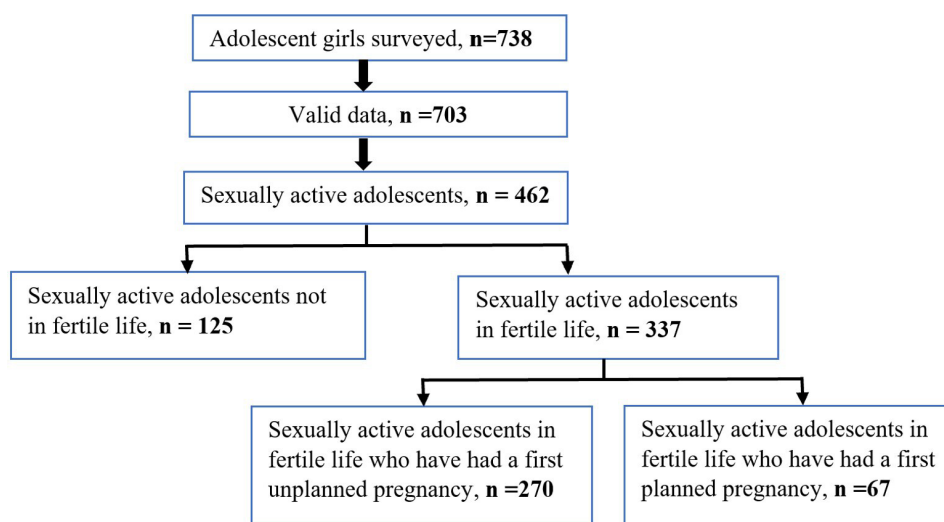 Adolescent girls surveyed, n=738
Valid data, n =703
Sexually active adolescents, n = 462
Sexually active adolescents not
in fertile life, n = 125
Sexually active adolescents
in fertile life, n = 337
Sexually active adolescents in
fertile life who have had a first
unplanned pregnancy, n =270
Sexually active adolescents in
fertile life who have had a first
planned pregnancy, n =67